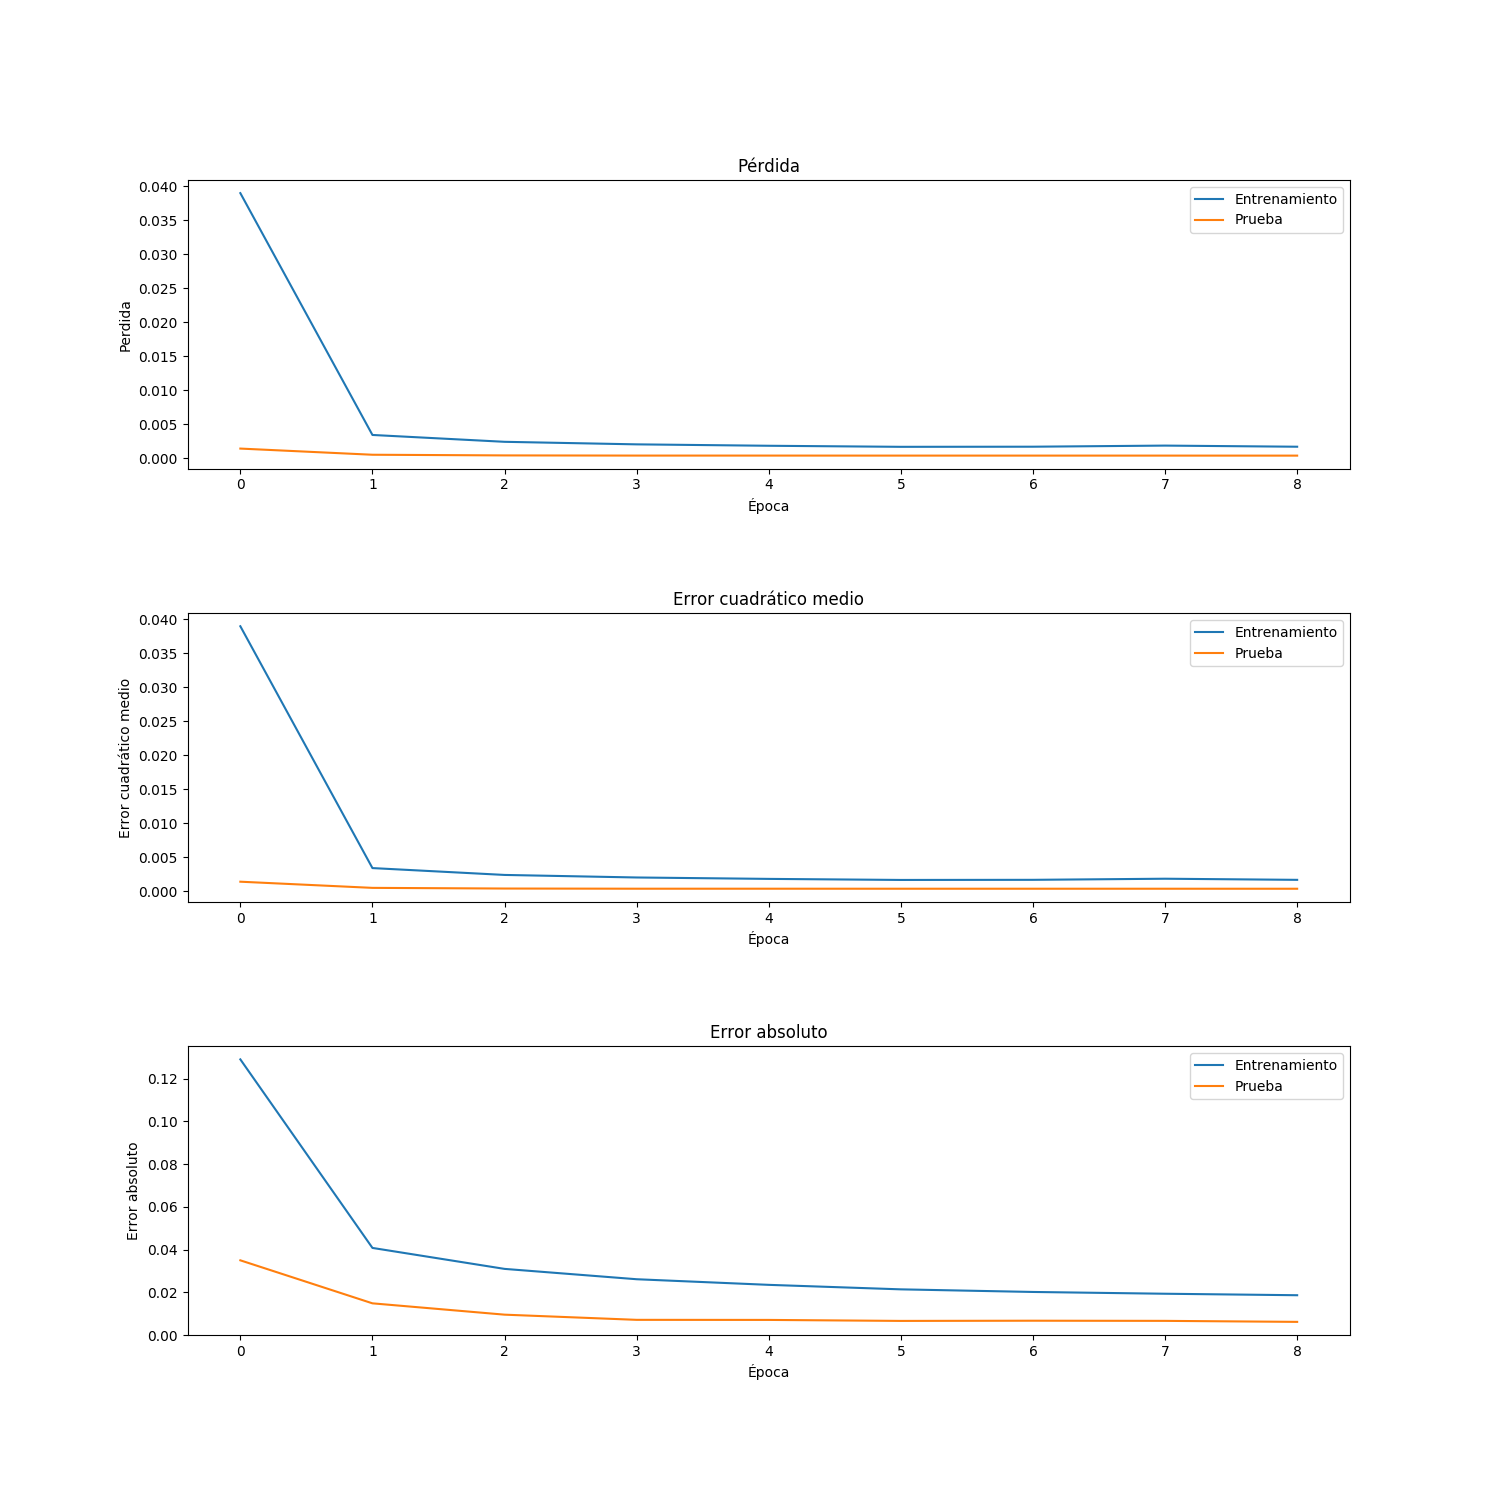 Pérdida
0.040
0.035
0.030
0.025
0.020
0.015
0.010
0.005
0.000
Perdida
Entrenamiento
Prueba
0 1 2 3 4 5 6 7 8
Época
Error cuadrático medio
0.040
0.035
0.030
0.025
0.020
0.015
0.010
0.005
0.000
Error cuadrático medio
Entrenamiento
Prueba
0 1 2 3 4 5 6 7 8
Época
Error absoluto
0.12
0.10
0.08
0.06
0.04
0.02
0.00
Error absoluto
Entrenamiento
Prueba
0 1 2 3 4 5 6 7 8
Época